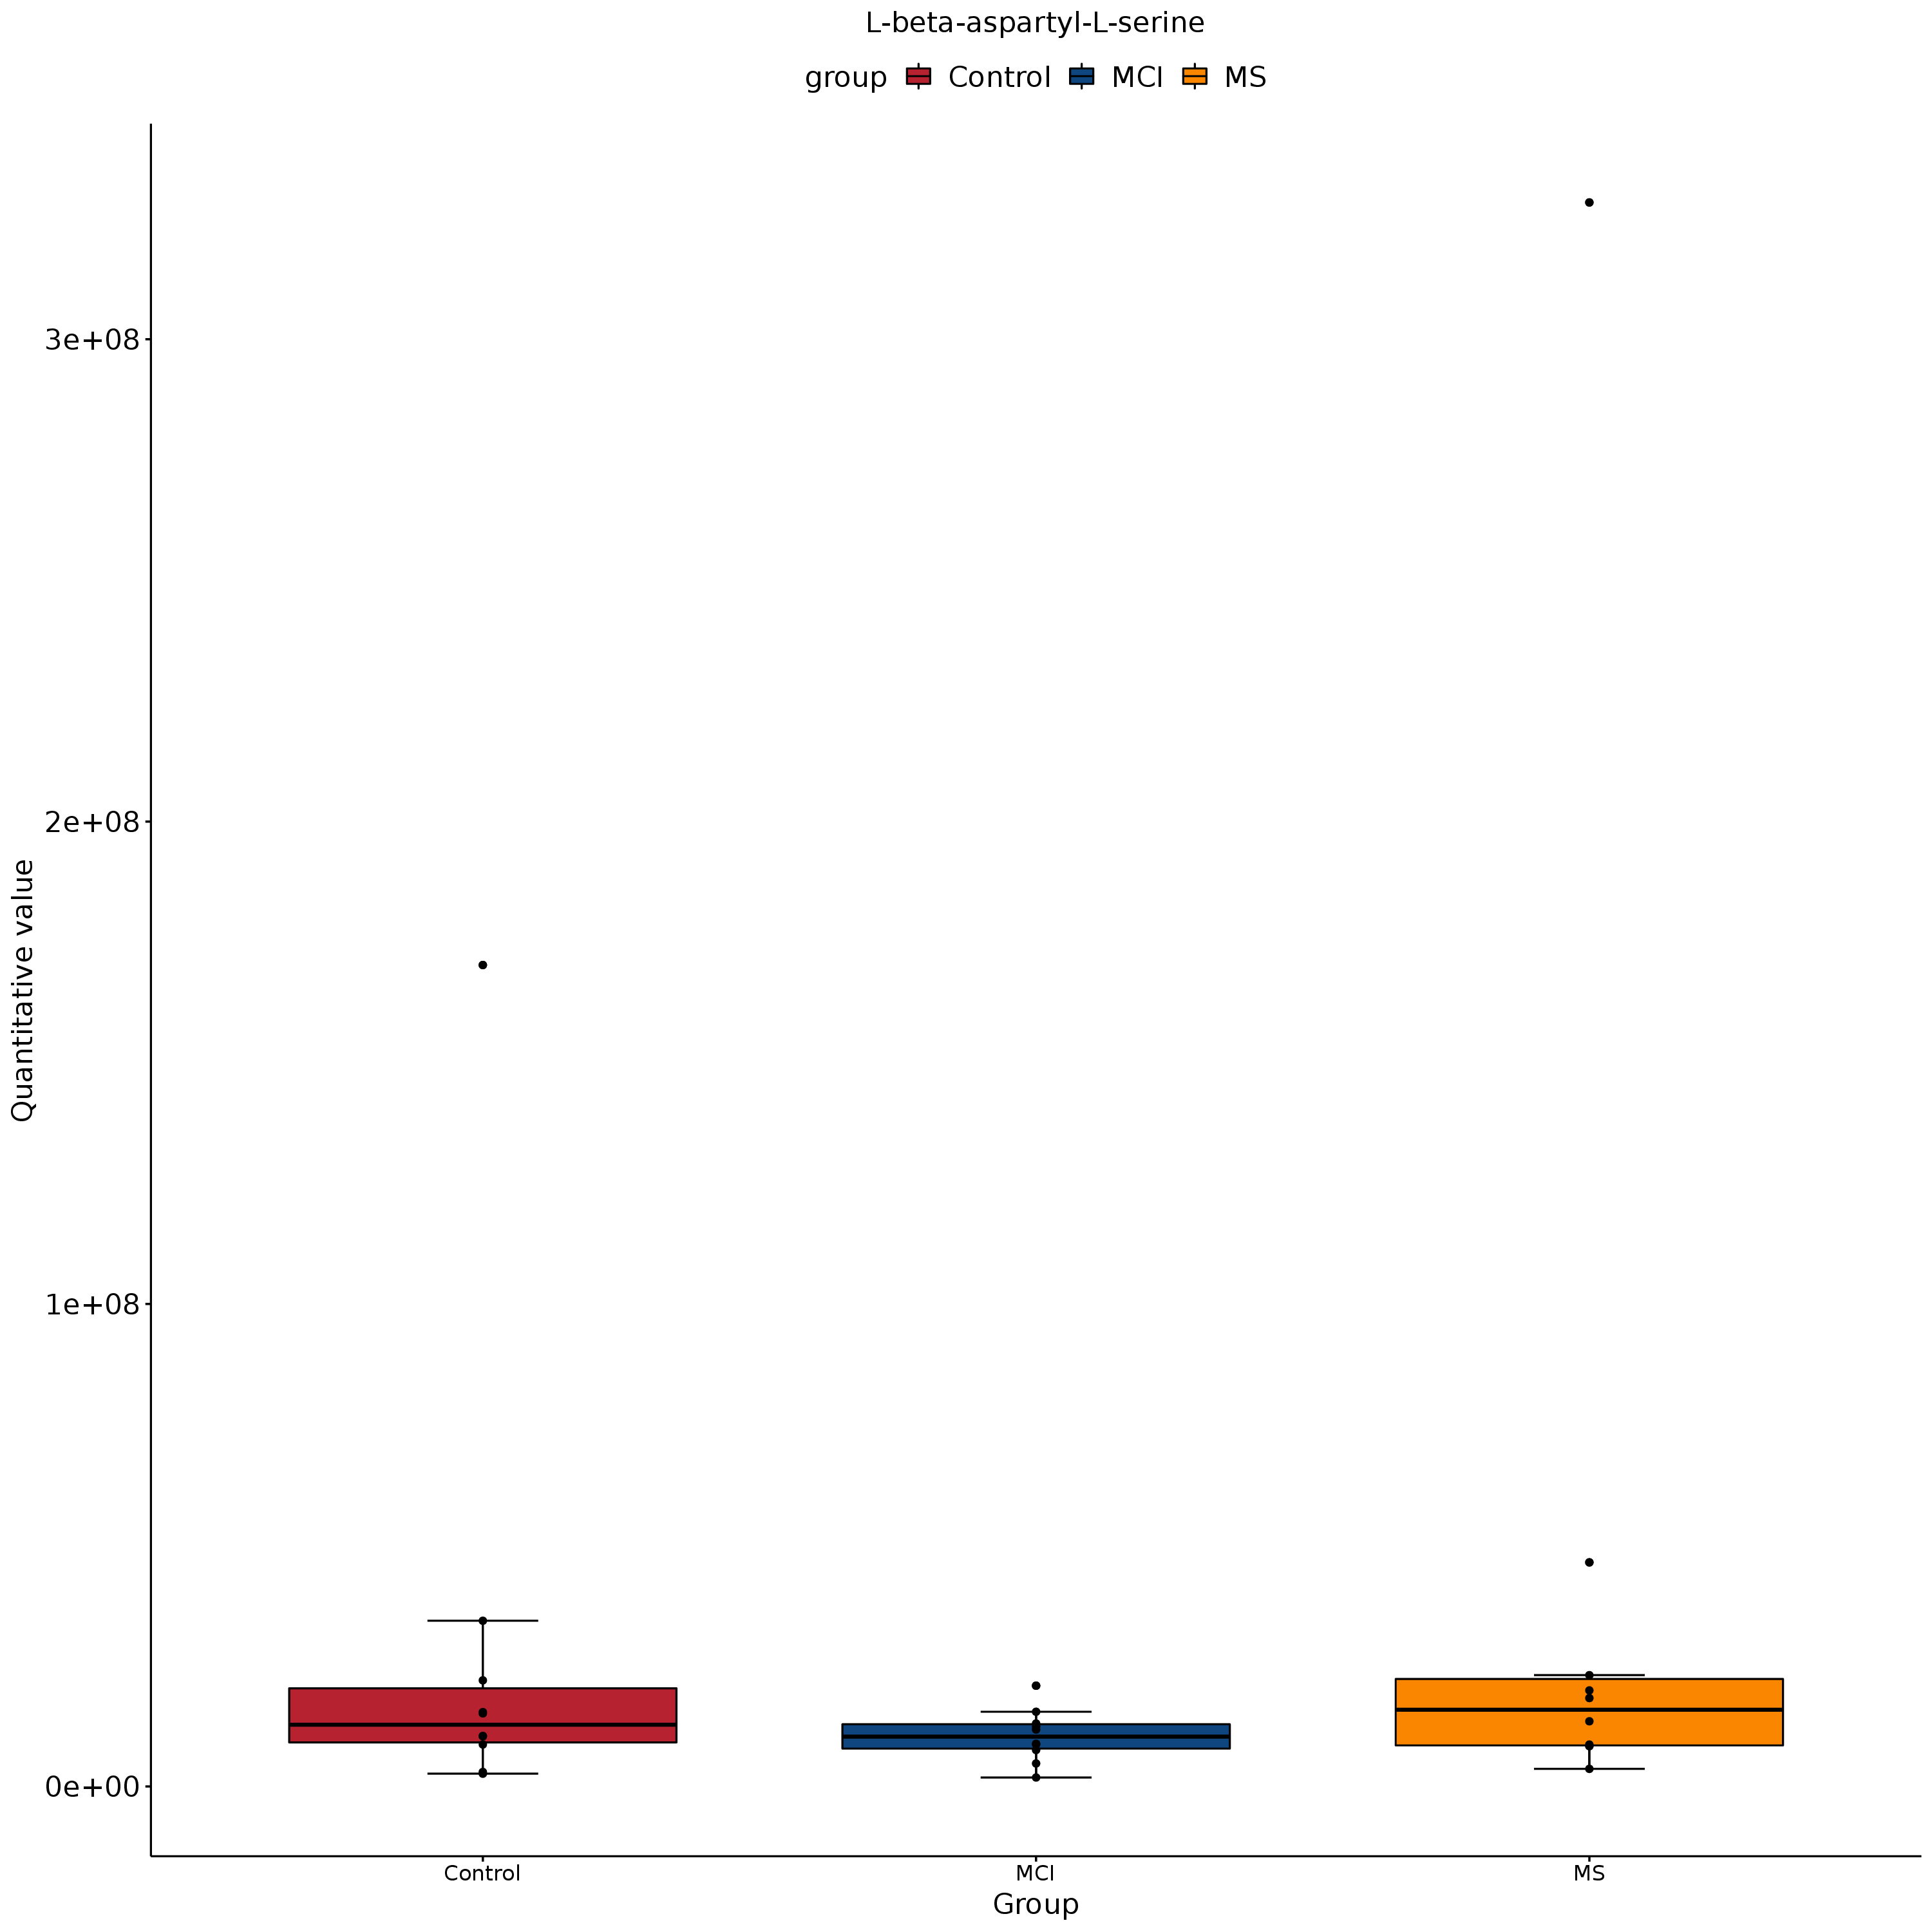 L-beta-aspartyl-L-serine
group Control MCI MS
Quantitative value
3e+08
2e+08
1e+08
0e+00
Control MCI MS
Group